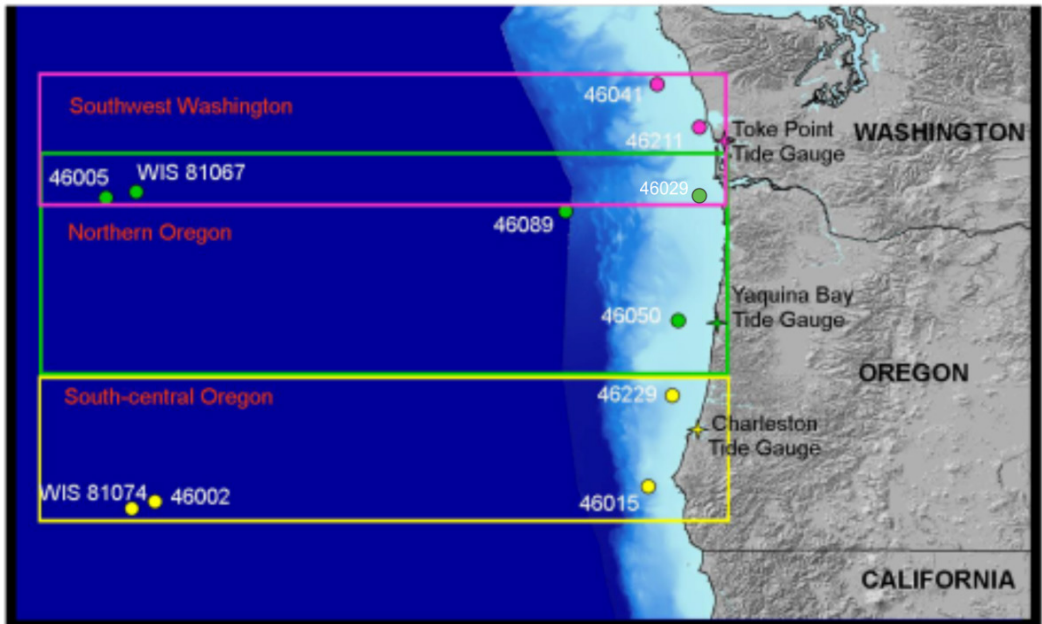 Southwest Washington
46041
46211
Toke Point
Tide Gauge
WASHINGTON
46005
WIS 81067
46029
Northern Oregon
46089
Yaquina Bay
Tide Gauge
46050
OREGON
South-central Oregon
46229
Charleston
Tide Gauge
WIS 81074
46002
46015
CALIFORNIA